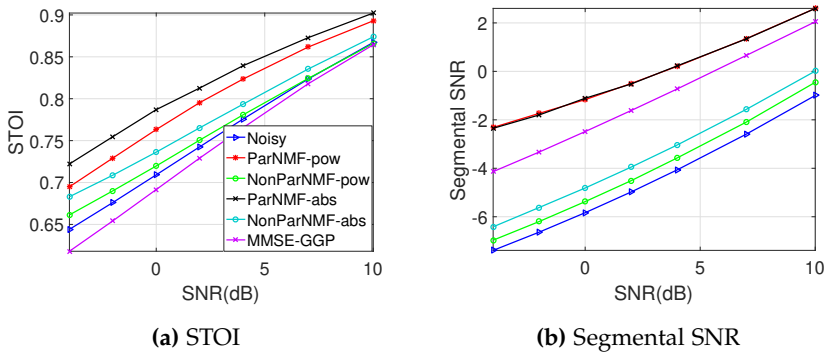 0.9
0.85
0.8
0.75
0.7
0.65
STOI
0
5
10
SNR(dB)
Noisy
ParNMF-pow
NonParNMF-pow
ParNMF-abs
NonParNMF-abs
MMSE-GGP
(a) STOI
2
0
-2
-4
-6
Segmental SNR
0
5
10
SNR(dB)
(b) Segmental SNR